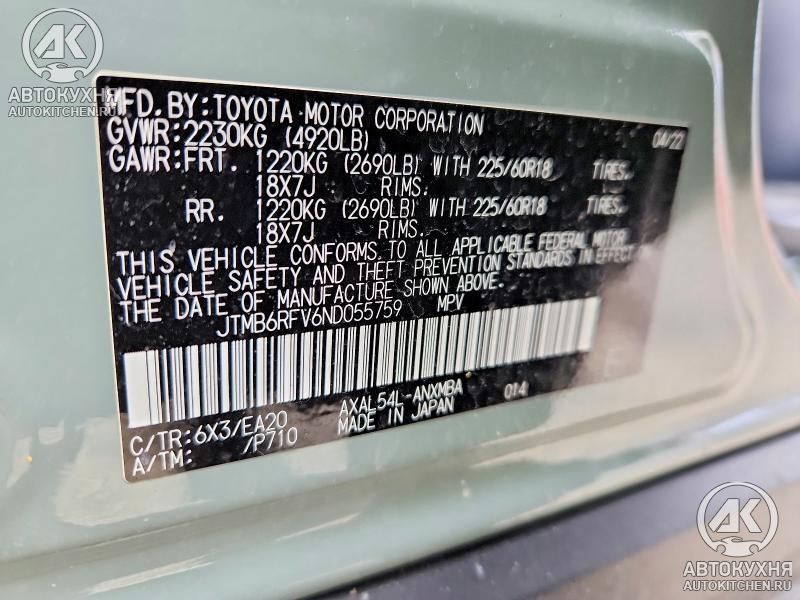 АК
АВТОКУХНЯ
AUTOKITCHEN.RU
MFD. BY: TOYOTA MOTOR CORPORATION 04/22
GVWR: 2230KG (4920LB)
GAWR: FRT. 1220KG (2690LB) WITH 225/60R18 TIRES.
18X7J RIMS.
RR. 1220KG (2690LB) WITH 225/60R18 TIRES.
18X7J RIMS.
THIS VEHICLE CONFORMS TO ALL APPLICABLE FEDERAL MOTOR
VEHICLE SAFETY AND THEFT PREVENTION STANDARDS IN EFFECT ON
THE DATE OF MANUFACTURE SHOWN ABOVE.
JTMB6RFV6ND055759 MPV
C/TR: 6X3/EA20 AXAL54L-ANXMBA 014
A/TM: /P710 MADE IN JAPAN
АК
АВТОКУХНЯ
AUTOKITCHEN.RU